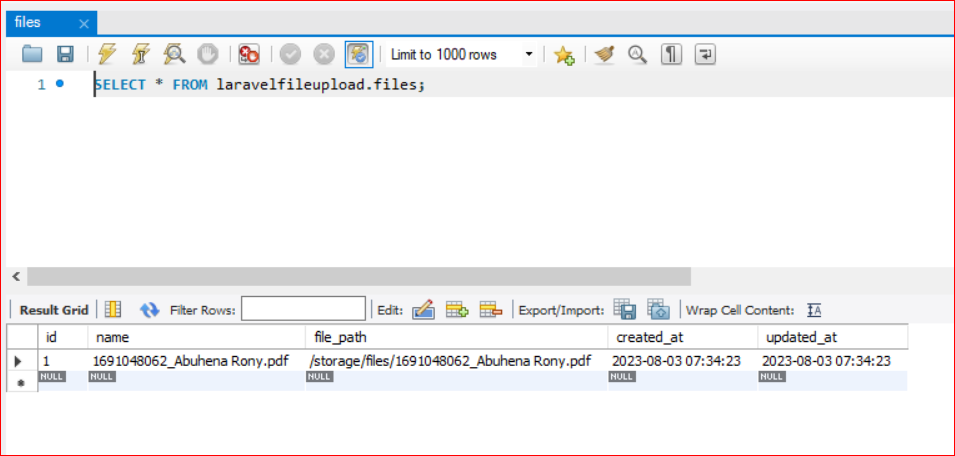 files
Limit to 1000 rows
1 SELECT * FROM laravelfileupload.files;
Result Grid Filter Rows: Edit: Export/Import: Wrap Cell Content:
id name file_path created_at updated_at
1 1691048062_Abuhena Rony.pdf /storage/files/1691048062_Abuhena Rony.pdf 2023-08-03 07:34:23 2023-08-03 07:34:23
NULL NULL NULL NULL NULL